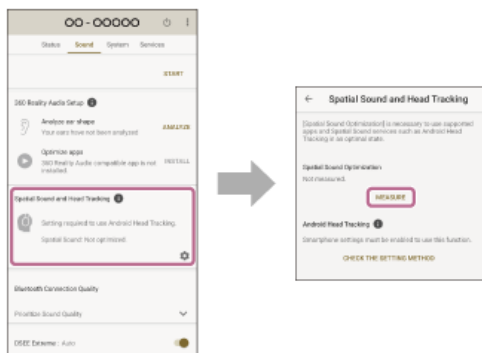 OO-OOOOO
Status Sound System Services
START
360 Reality Audio Setup
Analyze ear shape
Your ears have not been analyzed
ANALYZE
Optimize apps
360 Reality Audio compatible app is not
installed.
INSTALL
Spatial Sound and Head Tracking
Setting required to use Android Head Tracking.
Spatial Sound: Not optimized
Bluetooth Connection Quality
Prioritize Sound Quality
DSEE Extreme: Auto
← Spatial Sound and Head Tracking
[Spatial Sound Optimization] is necessary to use supported
apps and Spatial Sound services such as Android Head
Tracking in an optimal state.
Spatial Sound Optimization
Not measured.
MEASURE
Android Head Tracking
Smartphone settings must be enabled to use this function.
CHECK THE SETTING METHOD